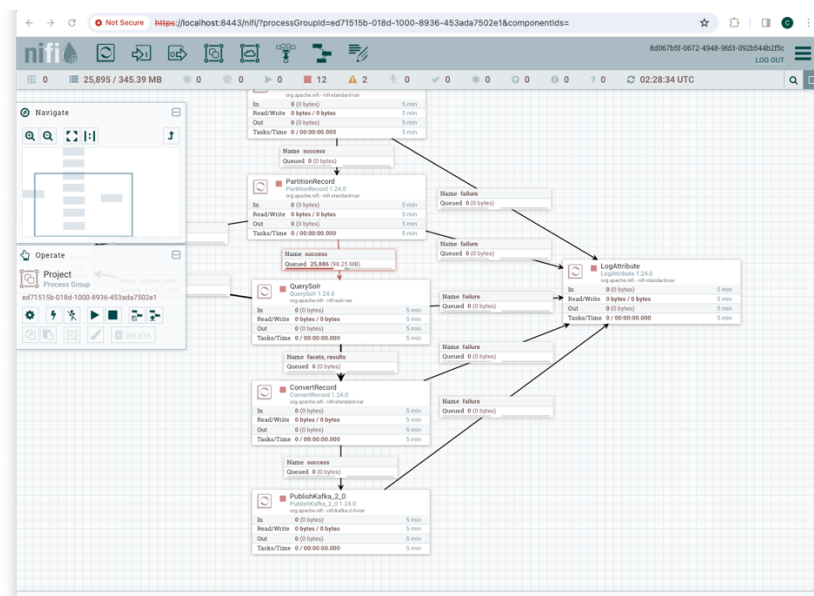 Not Secure https://localhost:8443/nifi/?processGroupId=ed71515b-018d-1000-8936-453ada7502e1&componentIds=
nifi
LOG OUT
0 25,895 / 345.39 MB 0 0 0 12 2 0 0 0 0 0 0 02:28:34 UTC
org.apache.nifi - nifi-standard-nar
In 0 (0 bytes) 5 min
Read/Write 0 bytes / 0 bytes 5 min
Out 0 (0 bytes) 5 min
Tasks/Time 0 / 00:00:00.000 5 min
Navigate
Name success
Queued 0 (0 bytes)
PartitionRecord
PartitionRecord 1.24.0
org.apache.nifi - nifi-standard-nar
In 0 (0 bytes) 5 min
Read/Write 0 bytes / 0 bytes 5 min
Out 0 (0 bytes) 5 min
Tasks/Time 0 / 00:00:00.000 5 min
Name failure
Queued 0 (0 bytes)
Name failure
Queued 0 (0 bytes)
Operate
Project
Process Group
ed71515b-018d-1000-8936-453ada7502e1
DELETE
Name success
Queued 25,886 (98.25 MB)
LogAttribute
LogAttribute 1.24.0
org.apache.nifi - nifi-standard-nar
In 0 (0 bytes) 5 min
Read/Write 0 bytes / 0 bytes 5 min
Out 0 (0 bytes) 5 min
Tasks/Time 0 / 00:00:00.000 5 min
QuerySolr
QuerySolr 1.24.0
org.apache.nifi - nifi-solr-nar
In 0 (0 bytes) 5 min
Read/Write 0 bytes / 0 bytes 5 min
Out 0 (0 bytes) 5 min
Tasks/Time 0 / 00:00:00.000 5 min
Name failure
Queued 0 (0 bytes)
Name facets, results
Queued 0 (0 bytes)
Name failure
Queued 0 (0 bytes)
ConvertRecord
ConvertRecord 1.24.0
org.apache.nifi - nifi-standard-nar
In 0 (0 bytes) 5 min
Read/Write 0 bytes / 0 bytes 5 min
Out 0 (0 bytes) 5 min
Tasks/Time 0 / 00:00:00.000 5 min
Name failure
Queued 0 (0 bytes)
Name success
Queued 0 (0 bytes)
PublishKafka_2_0
PublishKafka_2_0 1.24.0
org.apache.nifi - nifi-kafka-2-0-nar
In 0 (0 bytes) 5 min
Read/Write 0 bytes / 0 bytes 5 min
Out 0 (0 bytes) 5 min
Tasks/Time 0 / 00:00:00.000 5 min